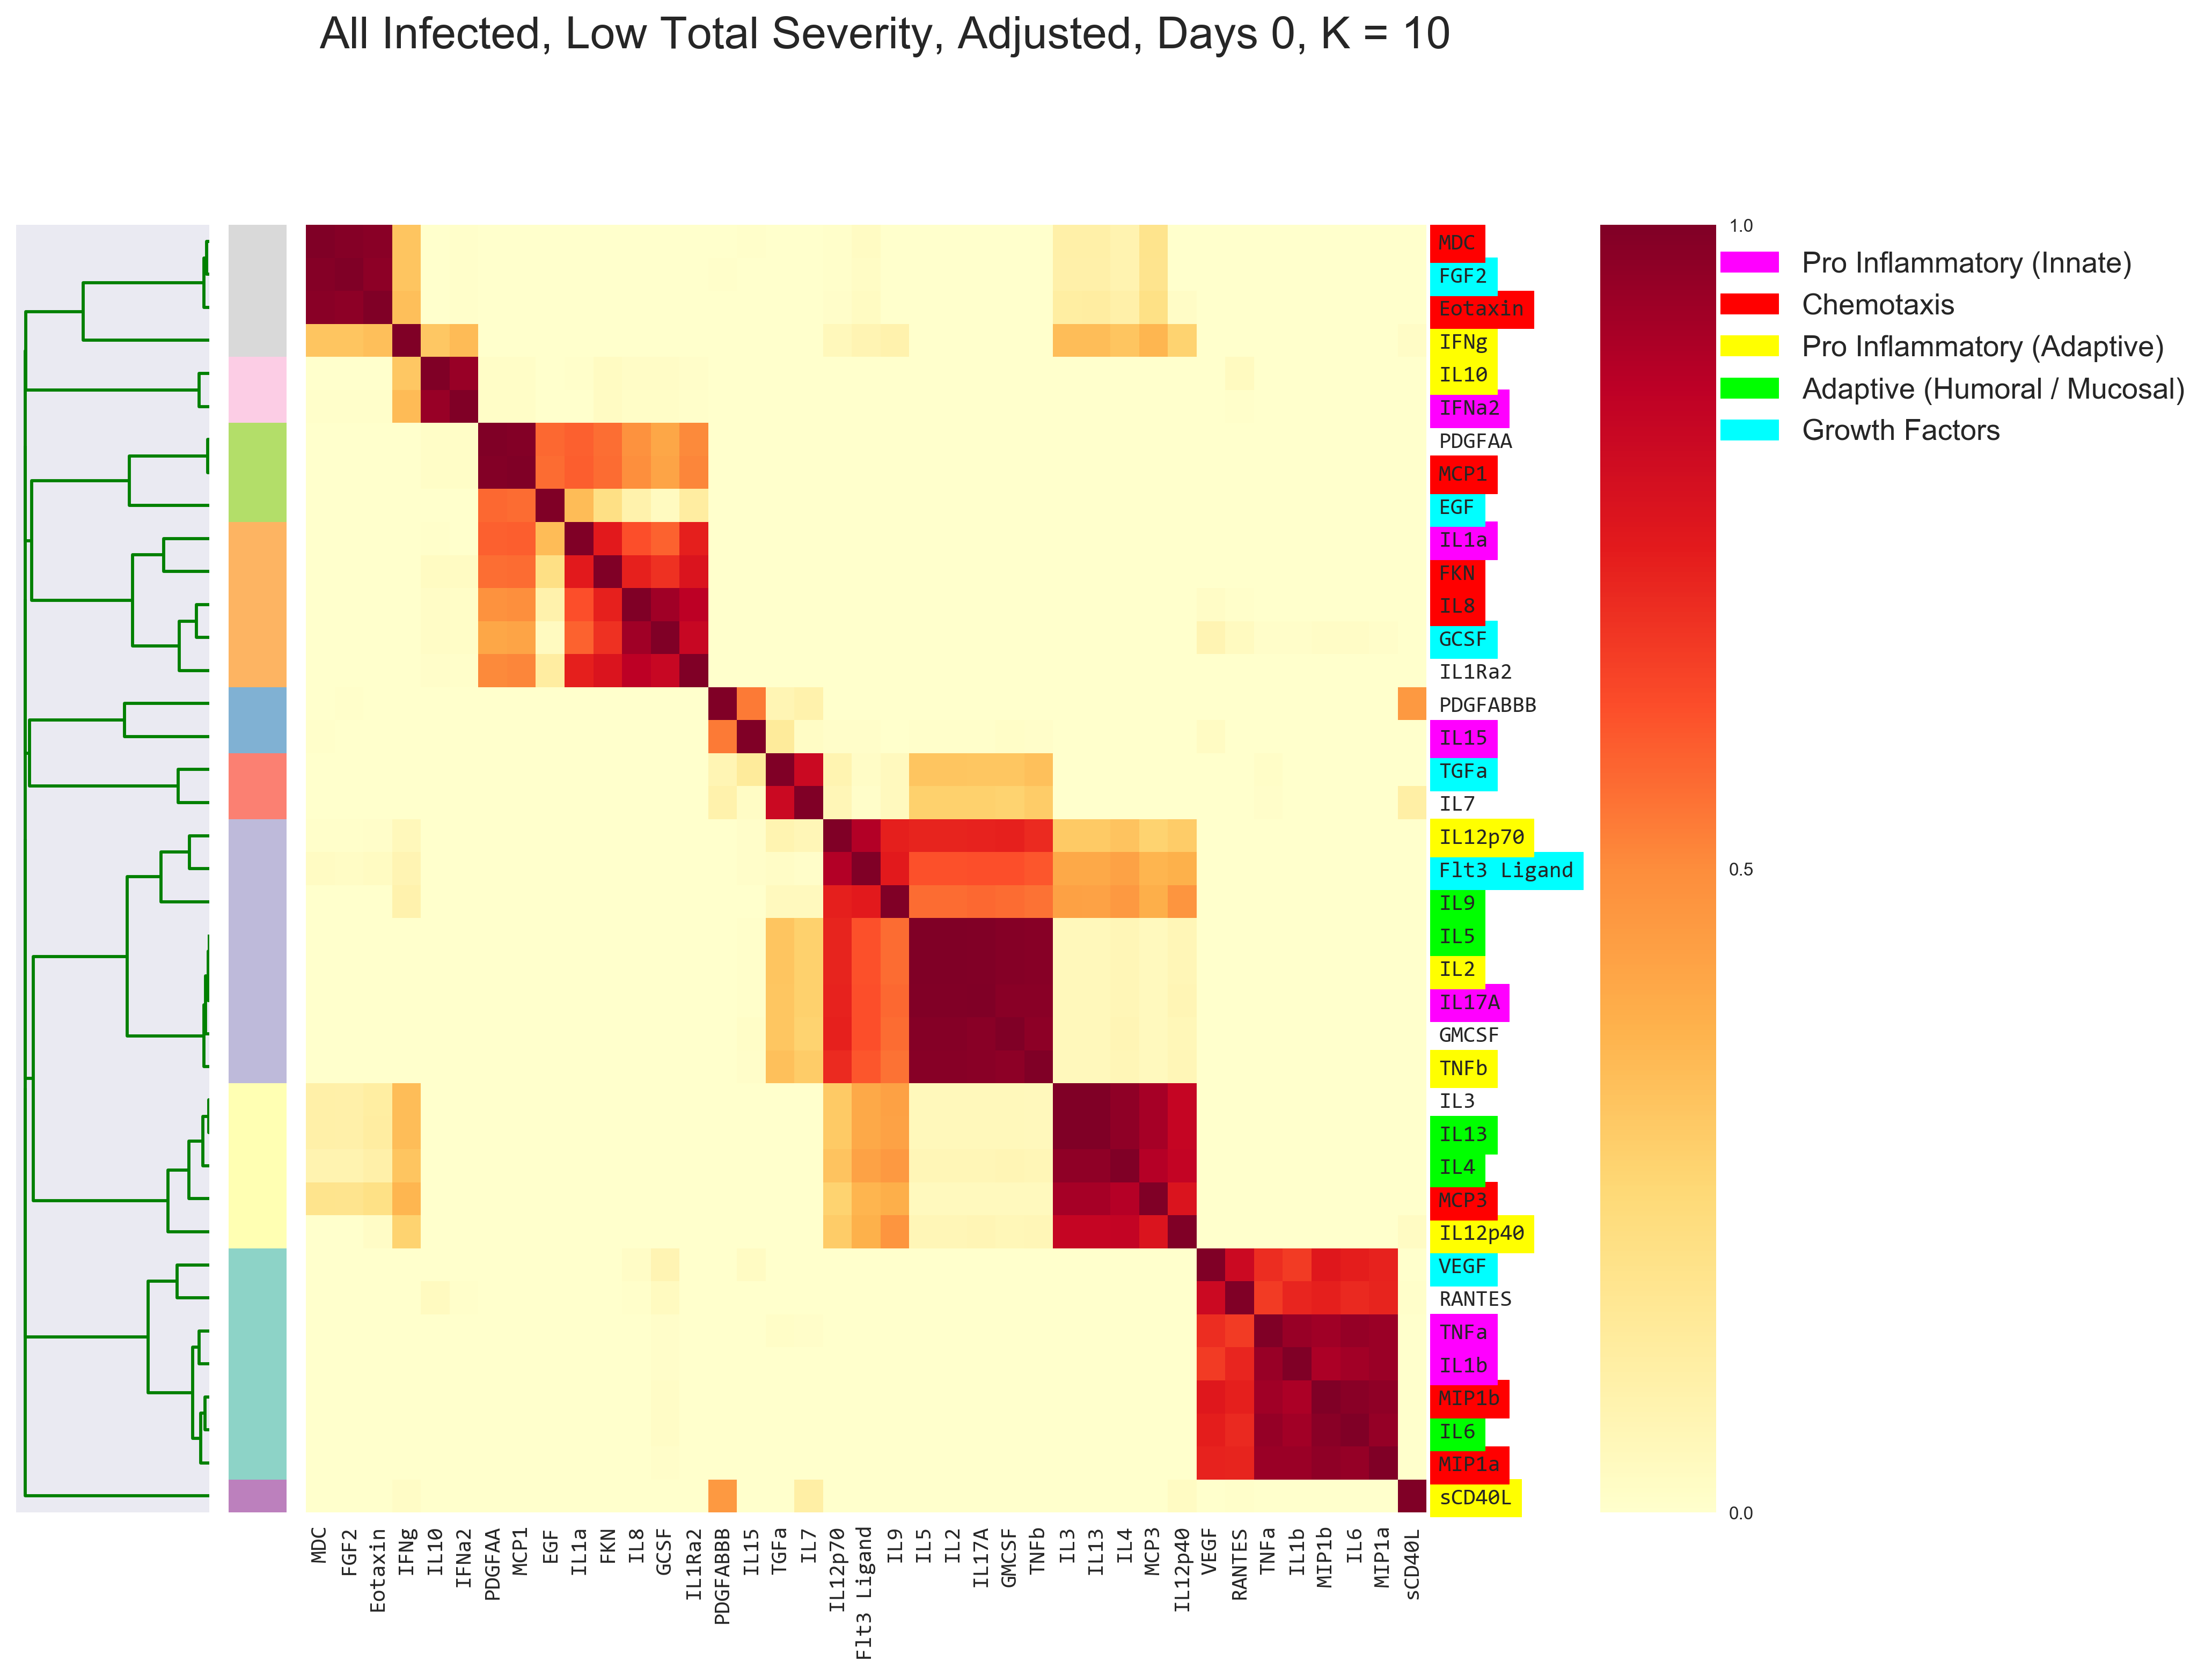 All Infected, Low Total Severity, Adjusted, Days 0, K = 10
MDC
FGF2
Eotaxin
IFNg
IL10
IFNa2
PDGFAA
MCP1
EGF
IL1a
FKN
IL8
GCSF
IL1Ra2
PDGFABBB
IL15
TGFa
IL7
IL12p70
Flt3 Ligand
IL9
IL5
IL2
IL17A
GMCSF
TNFb
IL3
IL13
IL4
MCP3
IL12p40
VEGF
RANTES
TNFa
IL1b
MIP1b
IL6
MIP1a
sCD40L
1.0
0.5
0.0
Pro Inflammatory (Innate)
Chemotaxis
Pro Inflammatory (Adaptive)
Adaptive (Humoral / Mucosal)
Growth Factors
MDC
FGF2
Eotaxin
IFNg
IL10
IFNa2
PDGFAA
MCP1
EGF
IL1a
FKN
IL8
GCSF
IL1Ra2
PDGFABBB
IL15
TGFa
IL7
IL12p70
Flt3 Ligand
IL9
IL5
IL2
IL17A
GMCSF
TNFb
IL3
IL13
IL4
MCP3
IL12p40
VEGF
RANTES
TNFa
IL1b
MIP1b
IL6
MIP1a
sCD40L